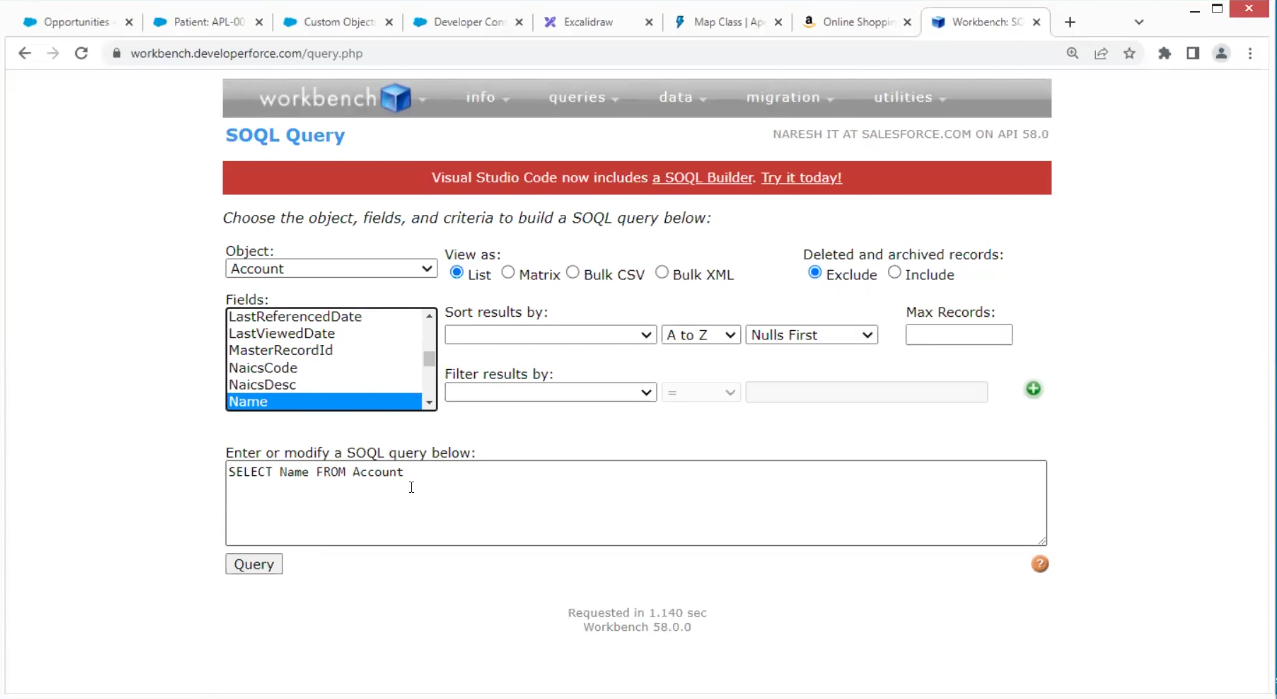 Opportunities
Patient: APL-00
Custom Object
Developer Con
Excalidraw
Map Class | Ap
Online Shoppin
Workbench: SO
workbench.developerforce.com/query.php
workbench
info
queries
data
migration
utilities
SOQL Query
NARESH IT AT SALESFORCE.COM ON API 58.0
Visual Studio Code now includes a SOQL Builder. Try it today!
Choose the object, fields, and criteria to build a SOQL query below:
Object:
Account
View as:
List
Matrix
Bulk CSV
Bulk XML
Deleted and archived records:
Exclude
Include
Fields:
LastReferencedDate
LastViewedDate
MasterRecordId
NaicsCode
NaicsDesc
Name
Sort results by:
A to Z
Nulls First
Max Records:
Filter results by:
=
Enter or modify a SOQL query below:
SELECT Name FROM Account
Query
Requested in 1.140 sec
Workbench 58.0.0